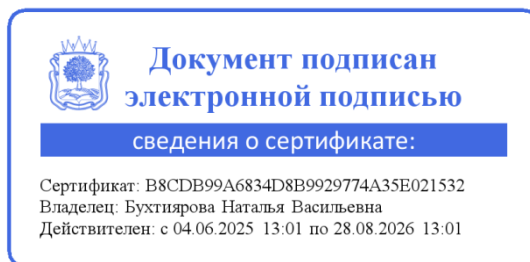 Документ подписан
электронной подписью
сведения о сертификате:
Сертификат: B8CDB99A6834D8B9929774A35E021532
Владелец: Бухтиярова Наталья Васильевна
Действителен: с 04.06.2025 13:01 по 28.08.2026 13:01